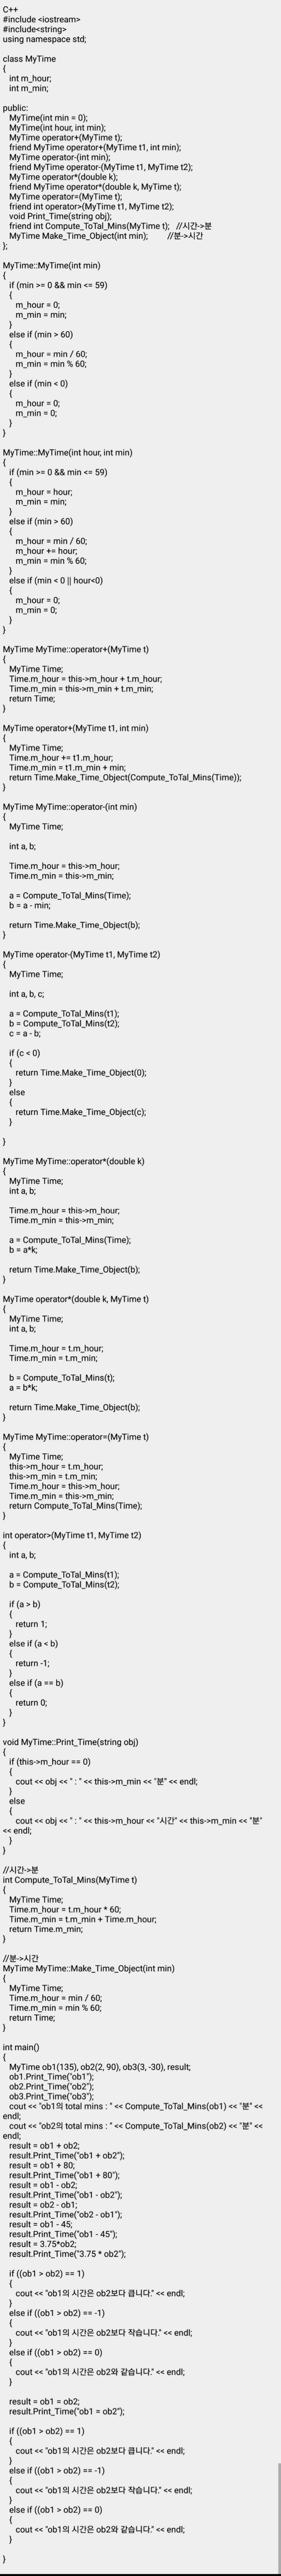 C++
#include <iostream>
#include<string>
using namespace std;

class MyTime
{
  int m_hour;
  int m_min;

public:
  MyTime(int min = 0);
  MyTime(int hour, int min);
  MyTime operator+(MyTime t);
  friend MyTime operator+(MyTime t1, int min);
  MyTime operator-(int min);
  friend MyTime operator-(MyTime t1, MyTime t2);
  MyTime operator*(double k);
  friend MyTime operator*(double k, MyTime t);
  MyTime operator=(MyTime t);
  friend int operator>(MyTime t1, MyTime t2);
  void Print_Time(string obj);
  friend int Compute_ToTal_Mins(MyTime t);   //시간->분
  MyTime Make_Time_Object(int min);        //분->시간
};

MyTime::MyTime(int min)
{
  if (min >= 0 && min <= 59)
  {
    m_hour = 0;
    m_min = min;
  }
  else if (min > 60)
  {
    m_hour = min / 60;
    m_min = min % 60;
  }
  else if (min < 0)
  {
    m_hour = 0;
    m_min = 0;
  }
}

MyTime::MyTime(int hour, int min)
{
  if (min >= 0 && min <= 59)
  {
    m_hour = hour;
    m_min = min;
  }
  else if (min > 60)
  {
    m_hour = min / 60;
    m_hour += hour;
    m_min = min % 60;
  }
  else if (min < 0 || hour<0)
  {
    m_hour = 0;
    m_min = 0;
  }
}

MyTime MyTime::operator+(MyTime t)
{
  MyTime Time;
  Time.m_hour = this->m_hour + t.m_hour;
  Time.m_min = this->m_min + t.m_min;
  return Time;
}

MyTime operator+(MyTime t1, int min)
{
  MyTime Time;
  Time.m_hour += t1.m_hour;
  Time.m_min = t1.m_min + min;
  return Time.Make_Time_Object(Compute_ToTal_Mins(Time));
}

MyTime MyTime::operator-(int min)
{
  MyTime Time;

  int a, b;

  Time.m_hour = this->m_hour;
  Time.m_min = this->m_min;

  a = Compute_ToTal_Mins(Time);
  b = a - min;

  return Time.Make_Time_Object(b);
}

MyTime operator-(MyTime t1, MyTime t2)
{
  MyTime Time;

  int a, b, c;

  a = Compute_ToTal_Mins(t1);
  b = Compute_ToTal_Mins(t2);
  c = a - b;

  if (c < 0)
  {
    return Time.Make_Time_Object(0);
  }
  else
  {
    return Time.Make_Time_Object(c);
  }

}

MyTime MyTime::operator*(double k)
{
  MyTime Time;
  int a, b;

  Time.m_hour = this->m_hour;
  Time.m_min = this->m_min;

  a = Compute_ToTal_Mins(Time);
  b = a*k;

  return Time.Make_Time_Object(b);
}

MyTime operator*(double k, MyTime t)
{
  MyTime Time;
  int a, b;

  Time.m_hour = t.m_hour;
  Time.m_min = t.m_min;

  b = Compute_ToTal_Mins(t);
  a = b*k;

  return Time.Make_Time_Object(b);
}

MyTime MyTime::operator=(MyTime t)
{
  MyTime Time;
  this->m_hour = t.m_hour;
  this->m_min = t.m_min;
  Time.m_hour = this->m_hour;
  Time.m_min = this->m_min;
  return Compute_ToTal_Mins(Time);
}

int operator>(MyTime t1, MyTime t2)
{
  int a, b;

  a = Compute_ToTal_Mins(t1);
  b = Compute_ToTal_Mins(t2);

  if (a > b)
  {
    return 1;
  }
  else if (a < b)
  {
    return -1;
  }
  else if (a == b)
  {
    return 0;
  }
}

void MyTime::Print_Time(string obj)
{
  if (this->m_hour == 0)
  {
    cout << obj << " : " << this->m_min << "분" << endl;
  }
  else
  {
    cout << obj << " : " << this->m_hour << "시간" << this->m_min << "분"
<< endl;
  }
}

//시간->분
int Compute_ToTal_Mins(MyTime t)
{
  MyTime Time;
  Time.m_hour = t.m_hour * 60;
  Time.m_min = t.m_min + Time.m_hour;
  return Time.m_min;
}

//분->시간
MyTime MyTime::Make_Time_Object(int min)
{
  MyTime Time;
  Time.m_hour = min / 60;
  Time.m_min = min % 60;
  return Time;
}

int main()
{
  MyTime ob1(135), ob2(2, 90), ob3(3, -30), result;
  ob1.Print_Time("ob1");
  ob2.Print_Time("ob2");
  ob3.Print_Time("ob3");
  cout << "ob1의 total mins : " << Compute_ToTal_Mins(ob1) << "분" <<
endl;
  cout << "ob2의 total mins : " << Compute_ToTal_Mins(ob2) << "분" <<
endl;
  result = ob1 + ob2;
  result.Print_Time("ob1 + ob2");
  result = ob1 + 80;
  result.Print_Time("ob1 + 80");
  result = ob1 - ob2;
  result.Print_Time("ob1 - ob2");
  result = ob2 - ob1;
  result.Print_Time("ob2 - ob1");
  result = ob1 - 45;
  result.Print_Time("ob1 - 45");
  result = 3.75*ob2;
  result.Print_Time("3.75 * ob2");

  if ((ob1 > ob2) == 1)
  {
    cout << "ob1의 시간은 ob2보다 큽니다." << endl;
  }
  else if ((ob1 > ob2) == -1)
  {
    cout << "ob1의 시간은 ob2보다 작습니다." << endl;
  }
  else if ((ob1 > ob2) == 0)
  {
    cout << "ob1의 시간은 ob2와 같습니다." << endl;
  }

  result = ob1 = ob2;
  result.Print_Time("ob1 = ob2");

  if ((ob1 > ob2) == 1)
  {
    cout << "ob1의 시간은 ob2보다 큽니다." << endl;
  }
  else if ((ob1 > ob2) == -1)
  {
    cout << "ob1의 시간은 ob2보다 작습니다." << endl;
  }
  else if ((ob1 > ob2) == 0)
  {
    cout << "ob1의 시간은 ob2와 같습니다." << endl;
  }

}